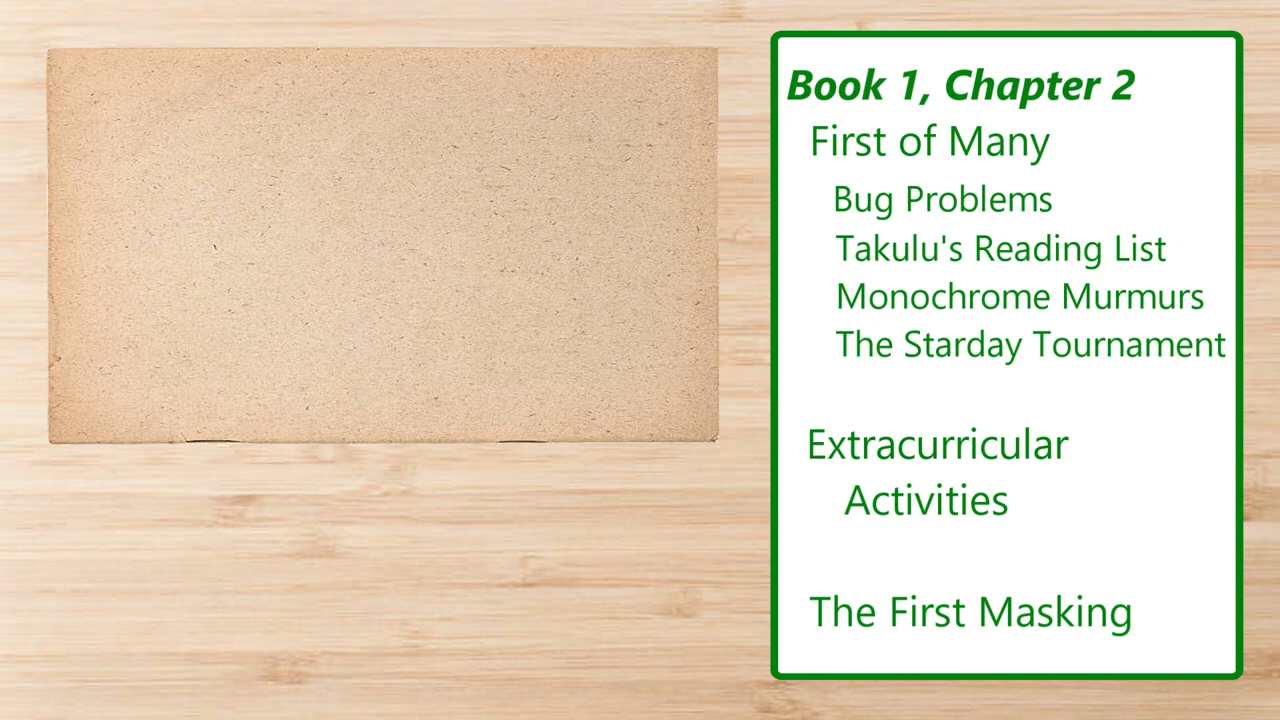 Book 1, Chapter 2
First of Many
Bug Problems
Takulu's Reading List
Monochrome Murmurs
The Starday Tournament
Extracurricular
Activities
The First Masking